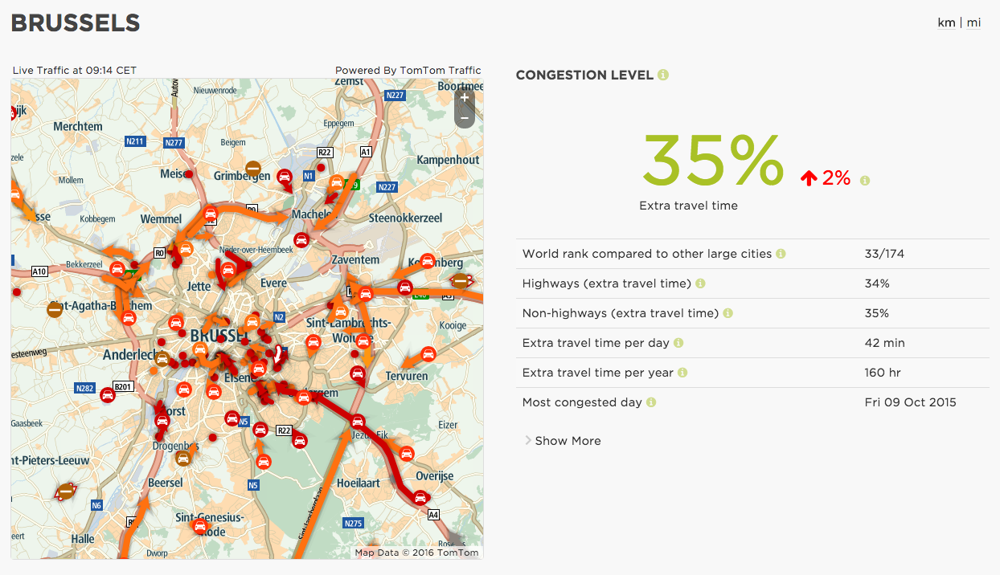 BRUSSELS
km | mi
Live Traffic at 09:14 CET
Powered By TomTom Traffic
Zemst
Boortmee
Nieuwenrode
N227
+
−
Eppegem
Merchtem
N211
N277
Beigem
R22
A1
Kampenhout
Mollem
Meise
Grimbergen
N1
N227
Kobbegem
Wemmel
Machele
Steenokkerzeel
R0
Neder-over-Heembeek
Bekkerzeel
Zaventem
A10
Jette
Evere
Sint-Agatha-Berchem
N2
Sint-Lambrechts-
Woluwe
Kooige
BRUSSEL
esteenweg
Anderlecht
Elsene
Tervuren
N282
B201
Gaasbeek
N5
R22
Jezus-Eik
Eizer
Drogenbos
nt-Pieters-Leeuw
Beersel
N5
Hoeilaart
Overijse
N6
Sint-Genesius-
Rode
N275
A4
Halle
Dworp
Map Data © 2016 TomTom
CONGESTION LEVEL
35%
2%
Extra travel time
World rank compared to other large cities 33/174
Highways (extra travel time) 34%
Non-highways (extra travel time) 35%
Extra travel time per day 42 min
Extra travel time per year 160 hr
Most congested day Fri 09 Oct 2015
Show More